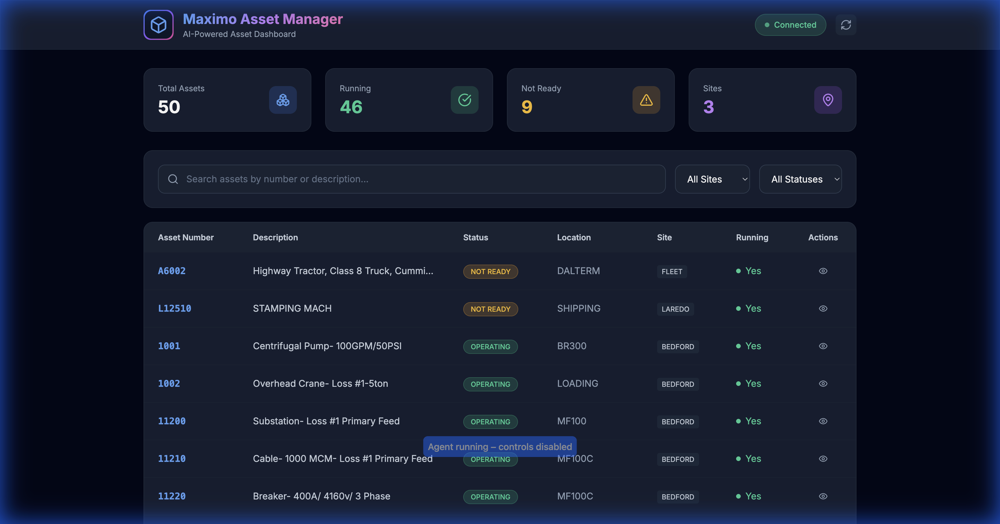 Maximo Asset Manager
AI-Powered Asset Dashboard
Connected
Total Assets
50
Running
46
Not Ready
9
Sites
3
Search assets by number or description...
All Sites
All Statuses
Asset Number Description Status Location Site Running Actions
A6002 Highway Tractor, Class 8 Truck, Cummi... NOT READY DALTERM FLEET Yes
L12510 STAMPING MACH NOT READY SHIPPING LAREDO Yes
1001 Centrifugal Pump- 100GPM/50PSI OPERATING BR300 BEDFORD Yes
1002 Overhead Crane- Loss #1-5ton OPERATING LOADING BEDFORD Yes
11200 Substation- Loss #1 Primary Feed OPERATING MF100 BEDFORD Yes
Agent running – controls disabled
11210 Cable- 1000 MCM- Loss #1 Primary Feed OPERATING MF100C BEDFORD Yes
11220 Breaker- 400A/ 4160v/ 3 Phase OPERATING MF100C BEDFORD Yes